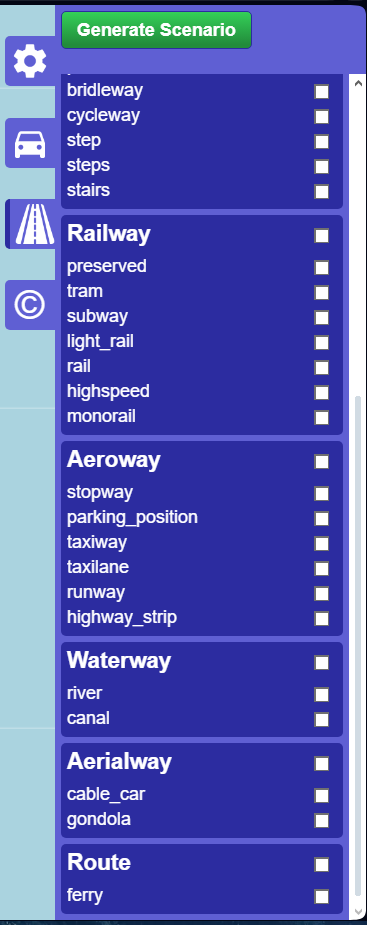 Generate Scenario
bridleway
cycleway
step
steps
stairs
Railway
preserved
tram
subway
light_rail
rail
highspeed
monorail
Aeroway
stopway
parking_position
taxiway
taxilane
runway
highway_strip
Waterway
river
canal
Aerialway
cable_car
gondola
Route
ferry